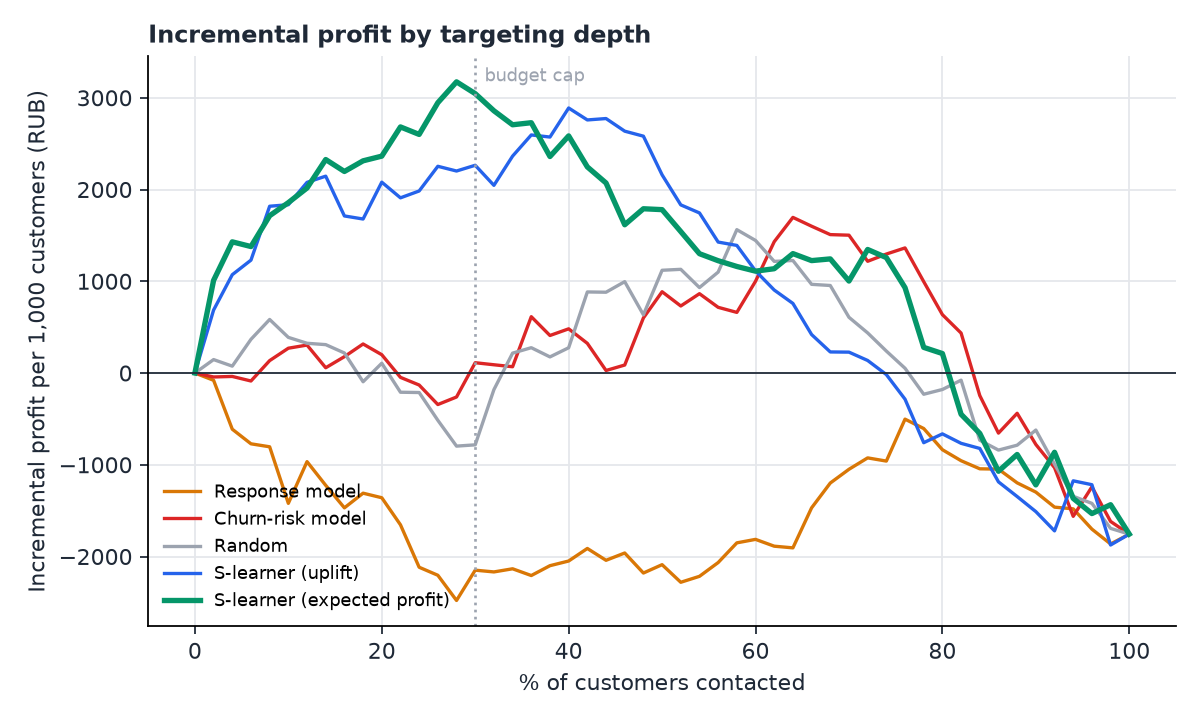 Incremental profit by targeting depth
budget cap
Incremental profit per 1,000 customers (RUB)
3000
2000
1000
0
−1000
−2000
Response model
Churn-risk model
Random
S-learner (uplift)
S-learner (expected profit)
0 20 40 60 80 100
% of customers contacted